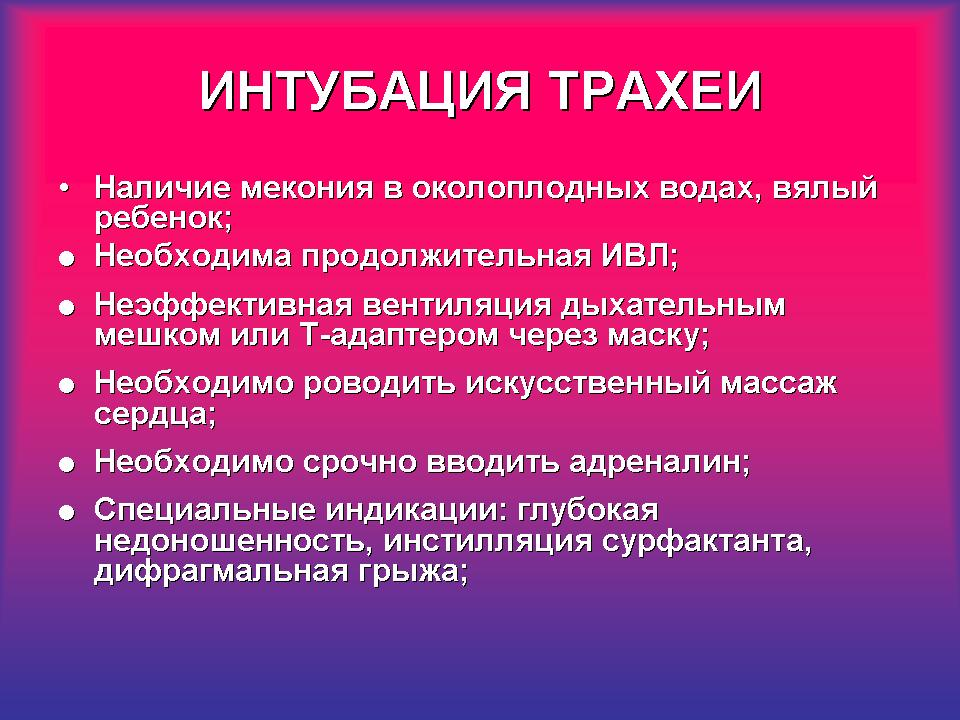 ИНТУБАЦИЯ ТРАХЕИ
• Наличие мекония в околоплодных водах, вялый
ребенок;
● Необходима продолжительная ИВЛ;
● Неэффективная вентиляция дыхательным
мешком или Т-адаптером через маску;
● Необходимо роводить искусственный массаж
сердца;
● Необходимо срочно вводить адреналин;
● Специальные индикации: глубокая
недоношенность, инстилляция сурфактанта,
дифрагмальная грыжа;